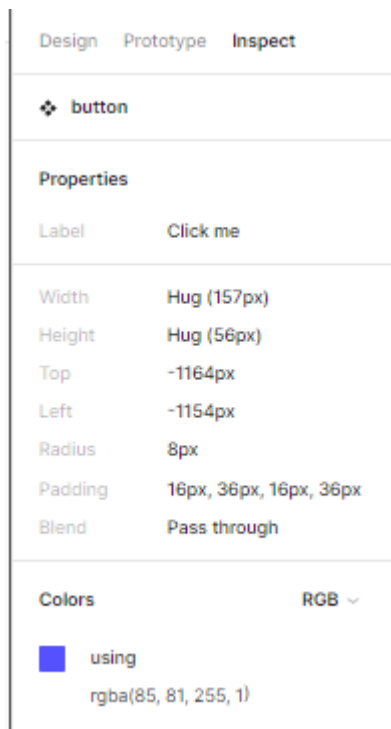 Design Prototype Inspect
button
Properties
Label Click me
Width Hug (157px)
Height Hug (56px)
Top -1164px
Left -1154px
Radius 8px
Padding 16px, 36px, 16px, 36px
Blend Pass through
Colors RGB
using
rgba(85, 81, 255, 1)